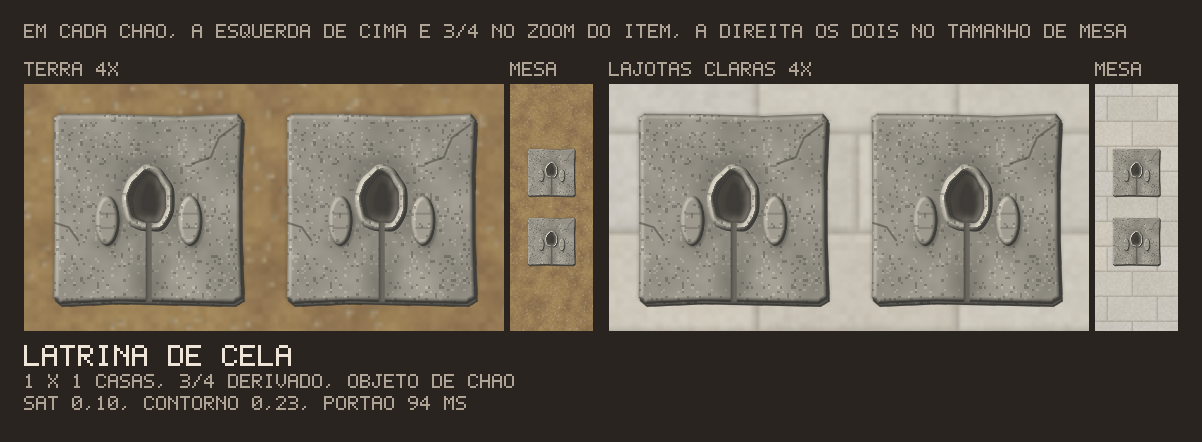 EM CADA CHAO, A ESQUERDA DE CIMA E 3/4 NO ZOOM DO ITEM, A DIREITA OS DOIS NO TAMANHO DE MESA
TERRA 4X MESA LAJOTAS CLARAS 4X MESA
LATRINA DE CELA
1 X 1 CASAS, 3/4 DERIVADO, OBJETO DE CHAO
SAT 0,10, CONTORNO 0,23, PORTAO 94 MS